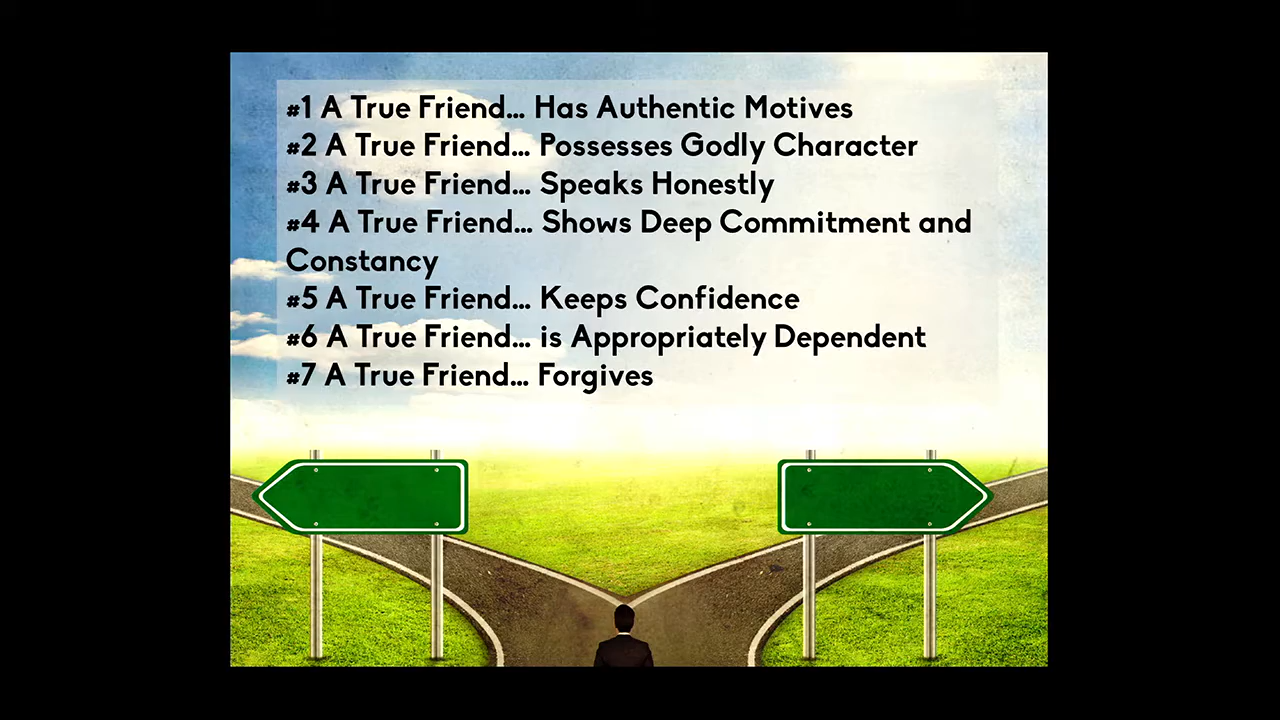 #1 A True Friend... Has Authentic Motives
#2 A True Friend... Possesses Godly Character
#3 A True Friend... Speaks Honestly
#4 A True Friend... Shows Deep Commitment and
Constancy
#5 A True Friend... Keeps Confidence
#6 A True Friend... is Appropriately Dependent
#7 A True Friend... Forgives